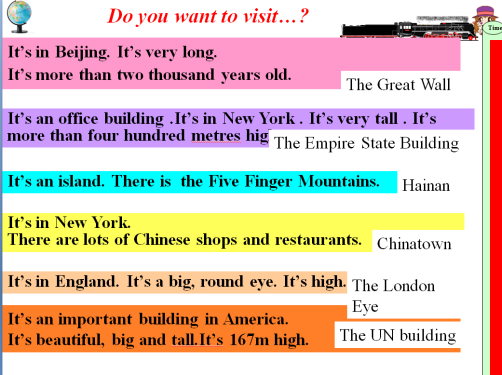 Do you want to visit…?
Time
It's in Beijing. It's very long.
It's more than two thousand years old.
The Great Wall
It's an office building .It's in New York . It's very tall . It's
more than four hundred metres hig
The Empire State Building
It's an island. There is the Five Finger Mountains.
Hainan
It's in New York.
There are lots of Chinese shops and restaurants.
Chinatown
It's in England. It's a big, round eye. It's high.
The London
Eye
It's an important building in America.
It's beautiful, big and tall.It's 167m high.
The UN building